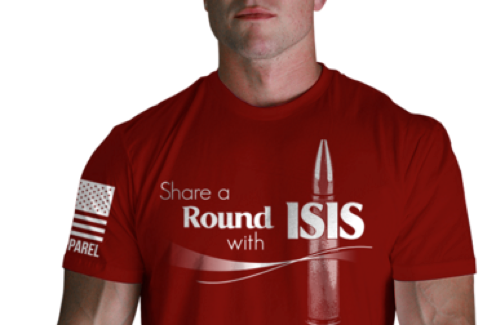 Share a
Round
with ISIS
PAREL